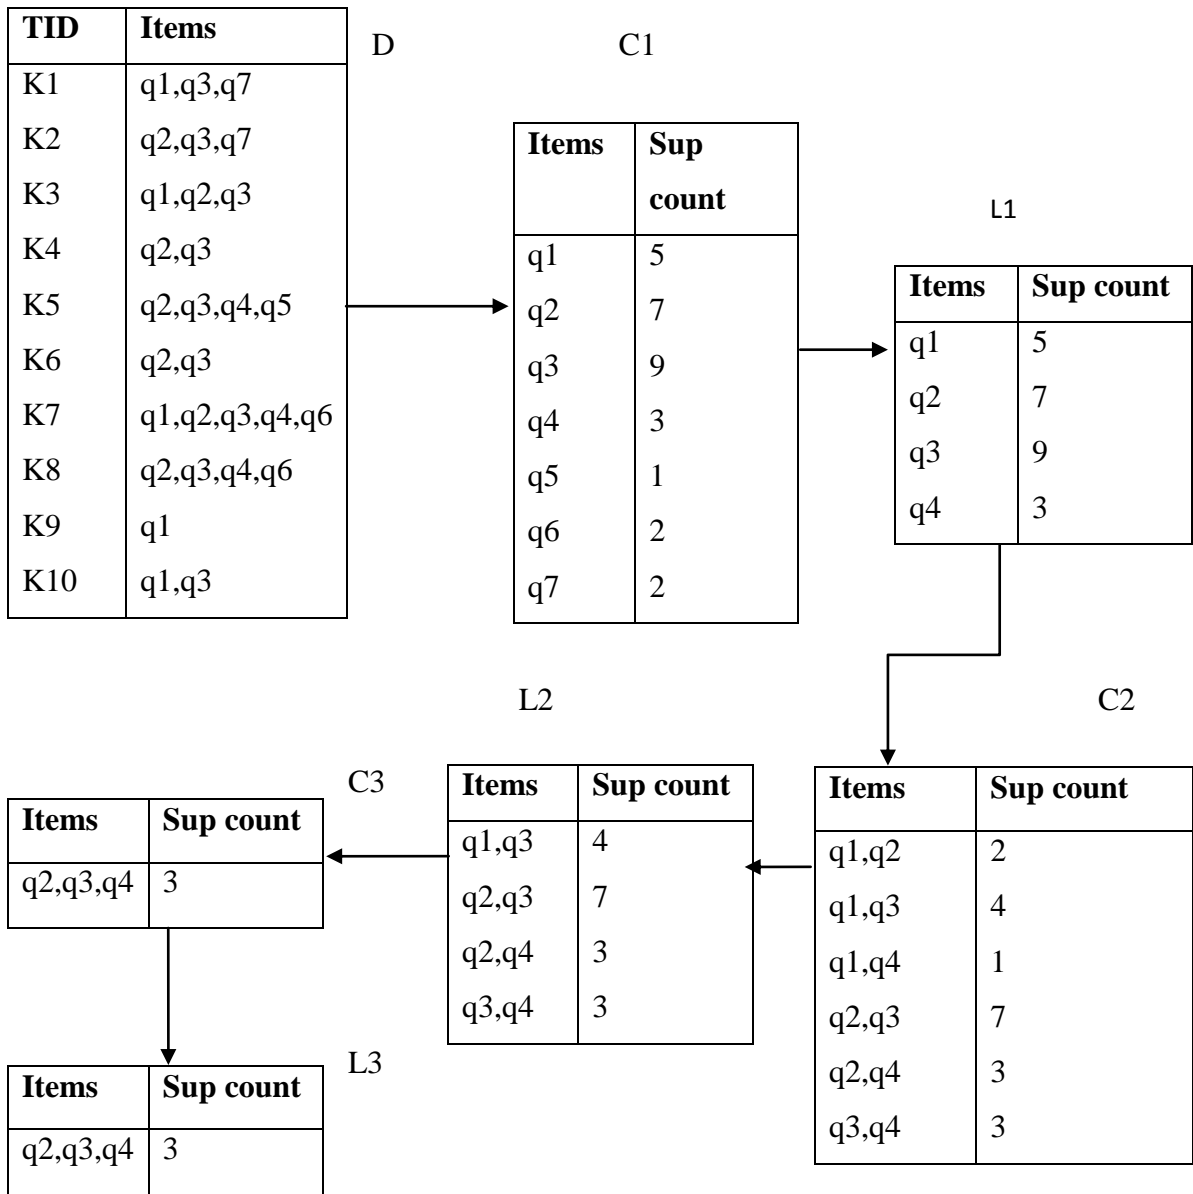 TID Items
K1 q1,q3,q7
K2 q2,q3,q7
K3 q1,q2,q3
K4 q2,q3
K5 q2,q3,q4,q5
K6 q2,q3
K7 q1,q2,q3,q4,q6
K8 q2,q3,q4,q6
K9 q1
K10 q1,q3
D
C1
Items Sup
count
q1 5
q2 7
q3 9
q4 3
q5 1
q6 2
q7 2
L1
Items Sup count
q1 5
q2 7
q3 9
q4 3
C2
Items Sup count
q1,q2 2
q1,q3 4
q1,q4 1
q2,q3 7
q2,q4 3
q3,q4 3
L2
Items Sup count
q1,q3 4
q2,q3 7
q2,q4 3
q3,q4 3
C3
Items Sup count
q2,q3,q4 3
L3
Items Sup count
q2,q3,q4 3